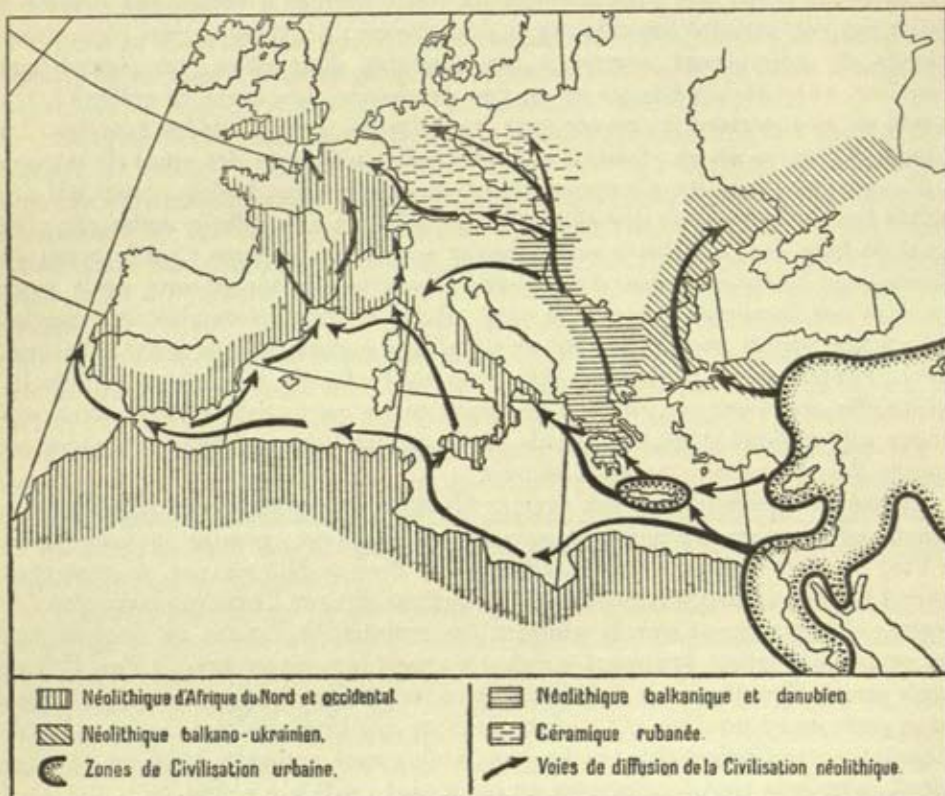 Néolithique d'Afrique du Nord et occidental
Néolithique balkano-ukrainien.
Zones de Civilisation urbaine.
Néolithique balkanique et danubien
Céramique rubanée.
Voies de diffusion de la Civilisation néolithique.